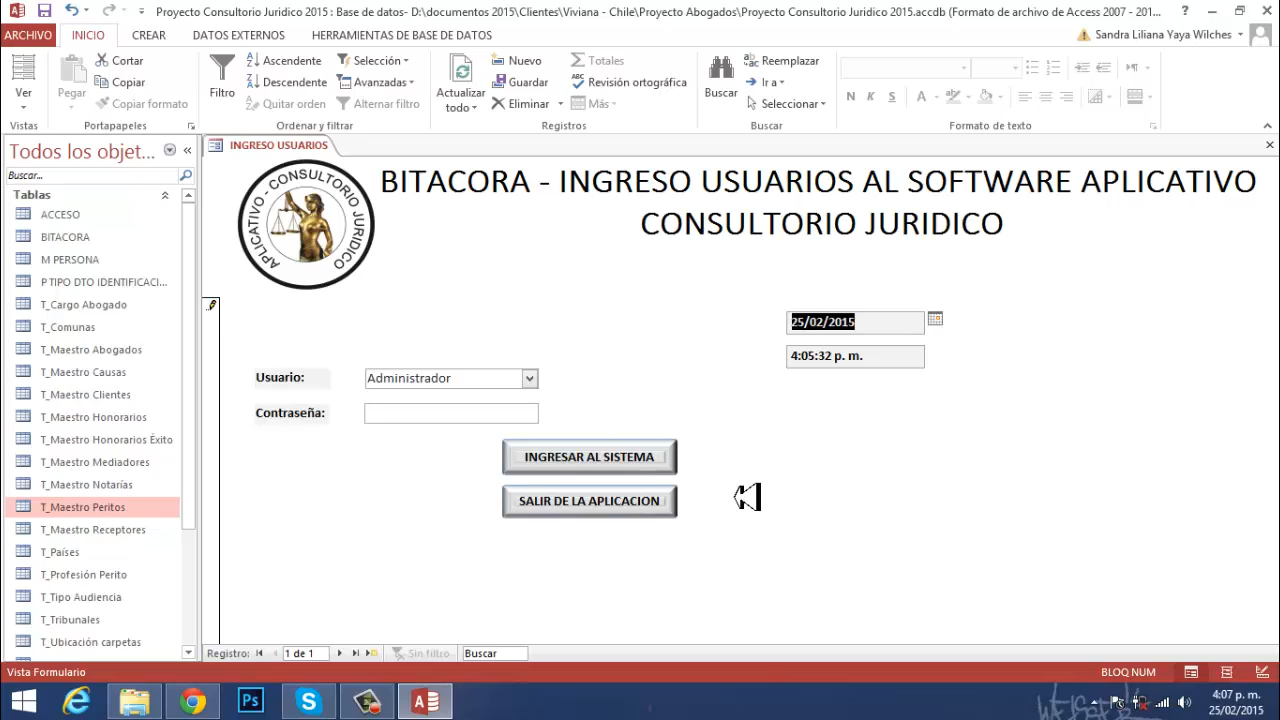 Proyecto Consultorio Juridico 2015 : Base de datos- D:\documento 2015\Clientes\Viviana - Chile\Proyecto Abogados\Proyecto Consultorio Juridico 2015.accdb (Formato de archivo de Access 2007 - 201...
ARCHIVO INICIO CREAR DATOS EXTERNOS HERRAMIENTAS DE BASE DE DATOS Sandra Liliana Yaya Wilches
Ver
Vistas
Pegar
Cortar
Copiar
Copiar formato
Portapapeles
Filtro
Ascendente
Descendente
Quitar orden
Selección
Avanzadas
Alternar filtro
Ordenar y filtrar
Actualizar
todo
Nuevo
Guardar
Eliminar
Totales
Revisión ortográfica
Más
Registros
Buscar
Reemplazar
Ir a
Seleccionar
Buscar
N K S A
Formato de texto
Todos los objet...
Buscar...
Tablas
ACCESO
BITACORA
M PERSONA
P TIPO DTO IDENTIFICACI...
T_Cargo Abogado
T_Comunas
T_Maestro Abogados
T_Maestro Causas
T_Maestro Clientes
T_Maestro Honorarios
T_Maestro Honorarios Éxito
T_Maestro Mediadores
T_Maestro Notarías
T_Maestro Peritos
T_Maestro Receptores
T_Países
T_Profesión Perito
T_Tipo Audiencia
T_Tribunales
T_Ubicación carpetas
INGRESO USUARIOS
APLICATIVO - CONSULTORIO JURIDICO
BITACORA - INGRESO USUARIOS AL SOFTWARE APLICATIVO
CONSULTORIO JURIDICO
25/02/2015
4:05:32 p. m.
Usuario: Administrador
Contraseña:
INGRESAR AL SISTEMA
SALIR DE LA APLICACION
Registro: 1 de 1 Sin filtro Buscar
Vista Formulario BLOQ NUM
Ps
4:07 p. m.
25/02/2015